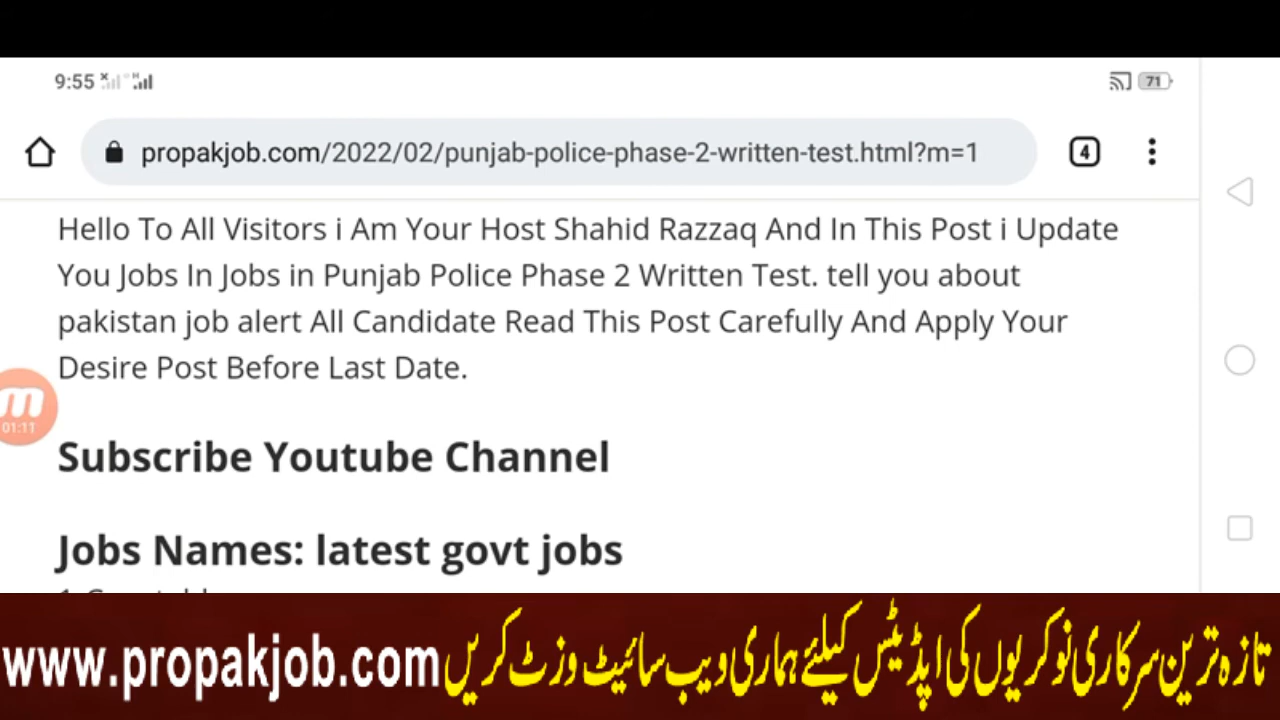 9:55
71
propakjob.com/2022/02/punjab-police-phase-2-written-test.html?m=1
4
Hello To All Visitors i Am Your Host Shahid Razzaq And In This Post i Update
You Jobs In Jobs in Punjab Police Phase 2 Written Test. tell you about
pakistan job alert All Candidate Read This Post Carefully And Apply Your
Desire Post Before Last Date.
m
01:11
Subscribe Youtube Channel
Jobs Names: latest govt jobs
تازہ ترین سرکاری نوکریوں کی اپڈیٹس کیلئے ہماری ویب سائیٹ وزٹ کریں www.propakjob.com